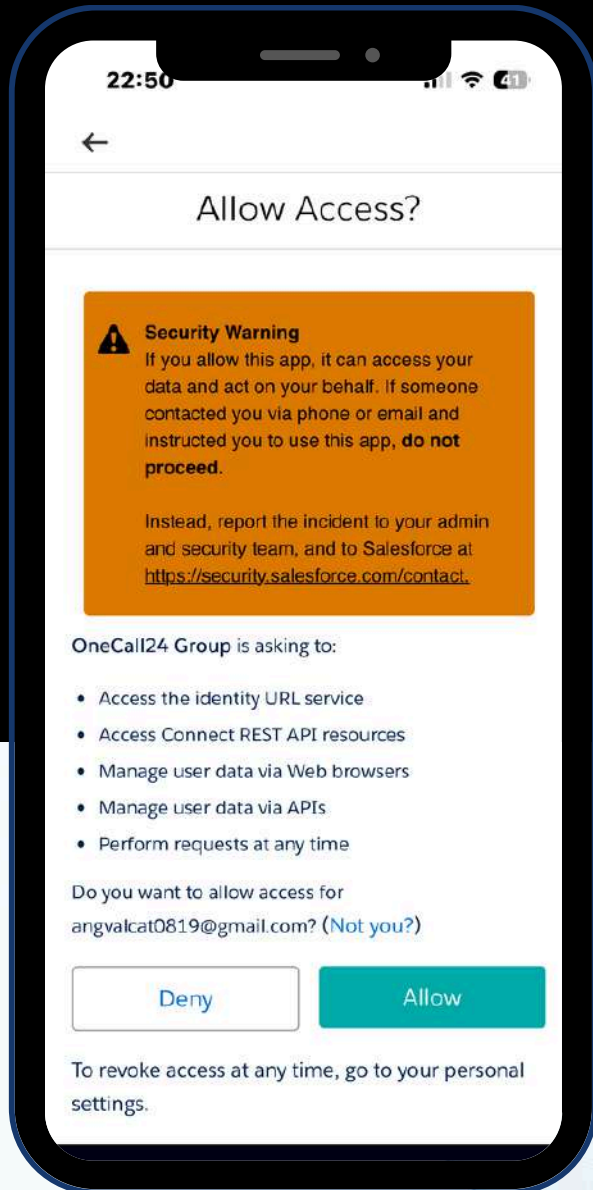 22:50
41
Allow Access?
Security Warning
If you allow this app, it can access your
data and act on your behalf. If someone
contacted you via phone or email and
instructed you to use this app, do not
proceed.
Instead, report the incident to your admin
and security team, and to Salesforce at
https://security.salesforce.com/contact.
OneCall24 Group is asking to:
• Access the identity URL service
• Access Connect REST API resources
• Manage user data via Web browsers
• Manage user data via APIs
• Perform requests at any time
Do you want to allow access for
angvalcat0819@gmail.com? (Not you?)
Deny
Allow
To revoke access at any time, go to your personal
settings.